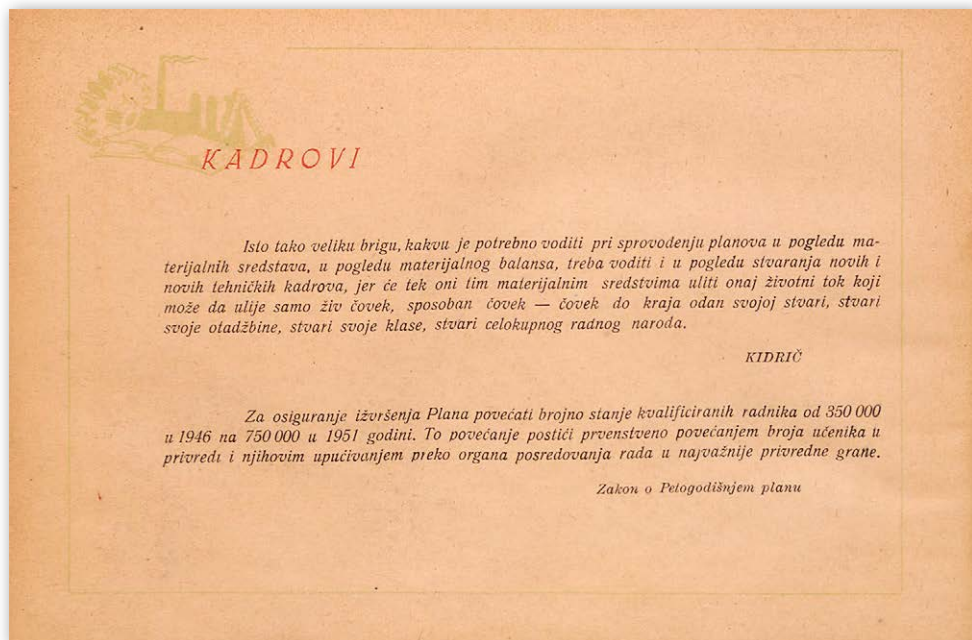 KADROVI
Isto tako veliku brigu, kakvu je potrebno voditi pri sprovođenju planova u pogledu ma-
terijalnih sredstava, u pogledu materijalnog balansa, treba voditi i u pogledu stvaranja novih i
novih tehničkih kadrova, jer će tek oni tim materijalnim sredstvima uliti onaj životni tok koji
može da ulije samo živ čovek, sposoban čovek — čovek do kraja odan svojoj stvari, stvari
svoje otadžbine, stvari svoje klase, stvari celokupnog radnog naroda.
KIDRIČ
Za osiguranje ižvršenja Plana povećati brojno stanje kvalificiranih radnika od 350 000
u 1946 na 750 000 u 1951 godini. To povećanje postići prvenstveno povećanjem broja učenika u
privredi i njihovim upućivanjem preko organa posredovanja rada u najvažnije privredne grane.
Zakon o Petogodišnjem planu